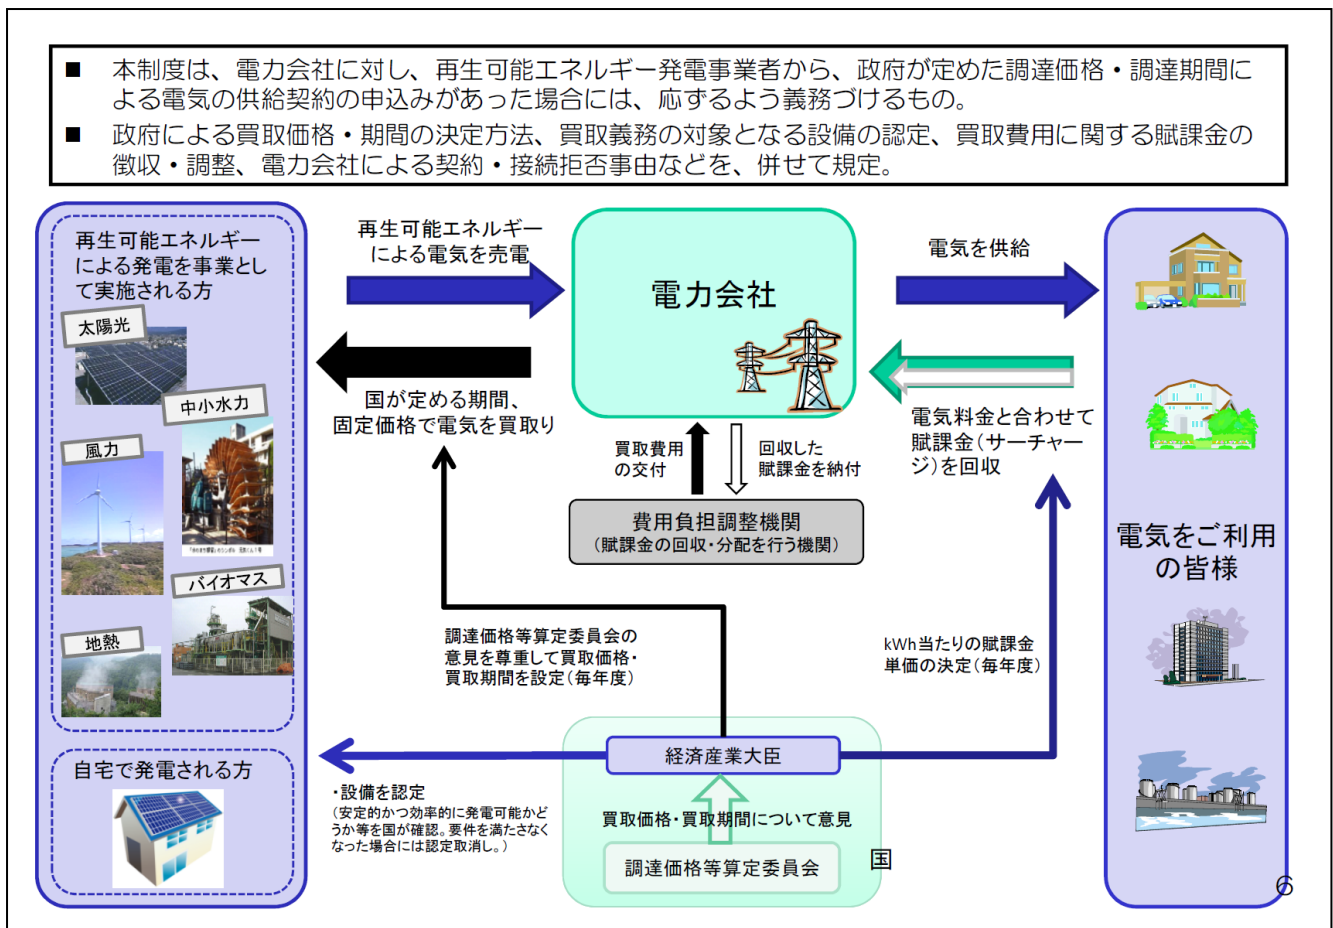 ■ 本制度は、電力会社に対し、再生可能エネルギー発電事業者から、政府が定めた調達価格・調達期間に
よる電気の供給契約の申込みがあった場合には、応ずるよう義務づけるもの。
■ 政府による買取価格・期間の決定方法、買取義務の対象となる設備の認定、買取費用に関する賦課金の
徴収・調整、電力会社による契約・接続拒否事由などを、併せて規定。
再生可能エネルギー
による発電を事業とし
て実施される方
太陽光
中小水力
風力
バイオマス
地熱
自宅で発電される方
再生可能エネルギー
による電気を売電
国が定める期間、
固定価格で電気を買取り
電力会社
電気を供給
電気料金と合わせて
賦課金(サーチャー
ジ)を回収
買取費用
の交付
回収した
賦課金を納付
費用負担調整機関
(賦課金の回収・分配を行う機関)
電気をご利用
の皆様
調達価格等算定委員会の
意見を尊重して買取価格・
買取期間を設定(毎年度)
kWh当たりの賦課金
単価の決定(毎年度)
経済産業大臣
・設備を認定
(安定的かつ効率的に発電可能かど
うか等を国が確認。要件を満たさなく
なった場合には認定取消し。)
買取価格・買取期間について意見
調達価格等算定委員会
国
6